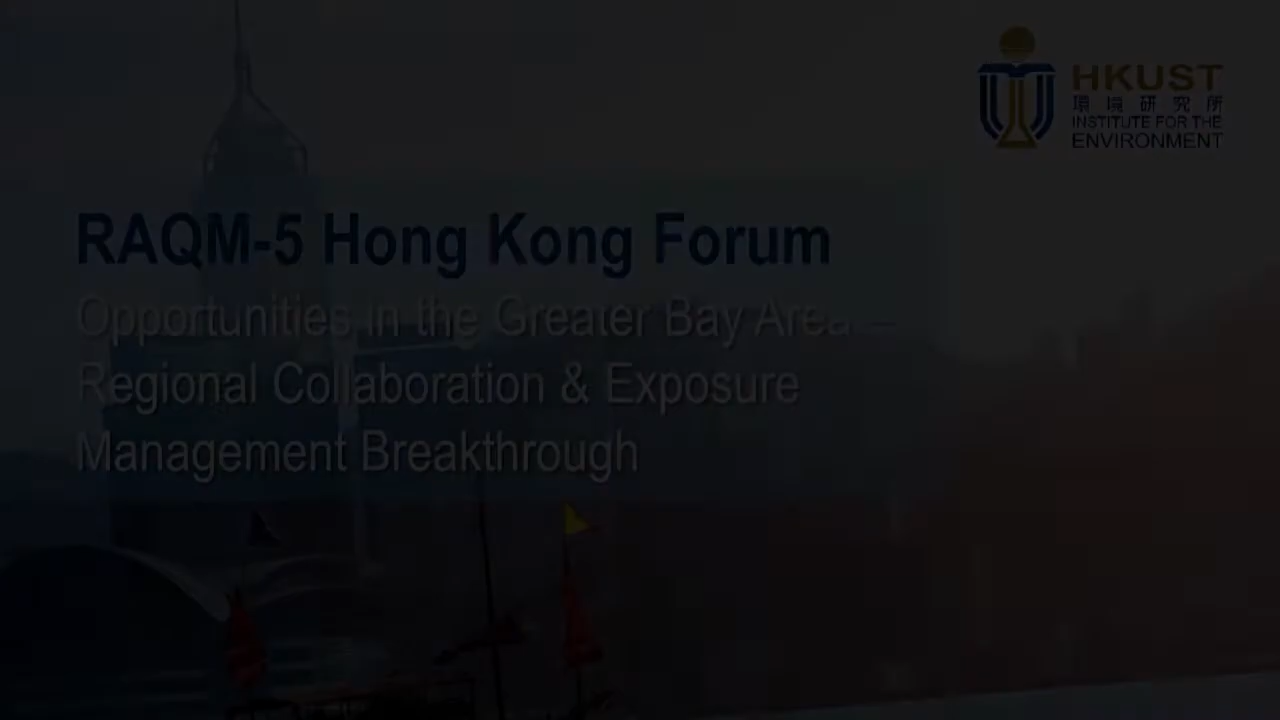 HKUST
環境研究所
INSTITUTE FOR THE
ENVIRONMENT
RAQM-5 Hong Kong Forum
Opportunities in the Greater Bay Area –
Regional Collaboration & Exposure
Management Breakthrough